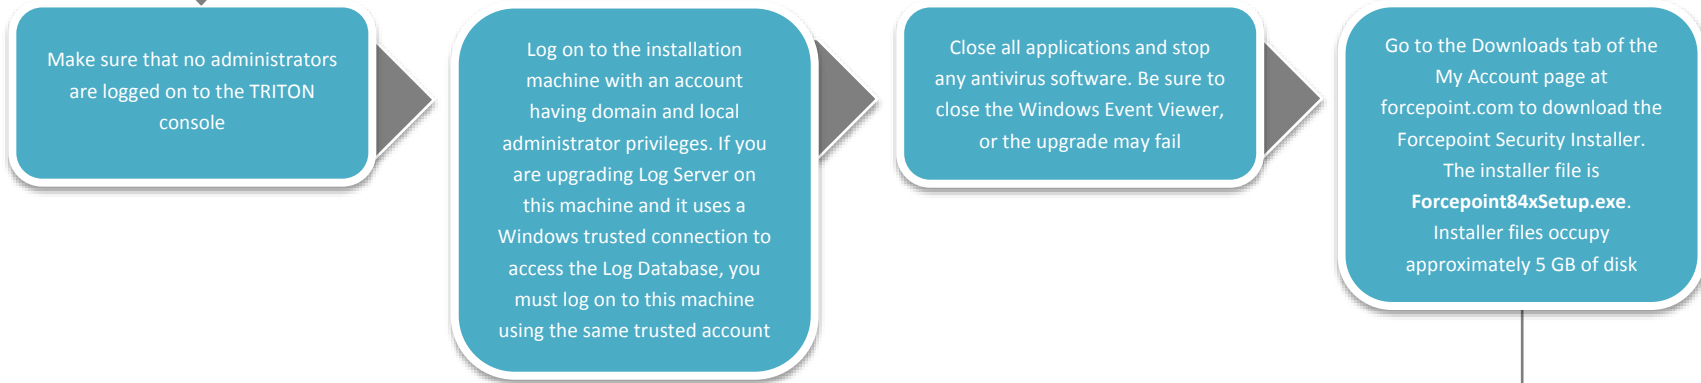 Make sure that no administrators
are logged on to the TRITON
console
Log on to the installation
machine with an account
having domain and local
administrator privileges. If you
are upgrading Log Server on
this machine and it uses a
Windows trusted connection to
access the Log Database, you
must log on to this machine
using the same trusted account
Close all applications and stop
any antivirus software. Be sure to
close the Windows Event Viewer,
or the upgrade may fail
Go to the Downloads tab of the
My Account page at
forcepoint.com to download the
Forcepoint Security Installer.
The installer file is
Forcepoint84xSetup.exe.
Installer files occupy
approximately 5 GB of disk